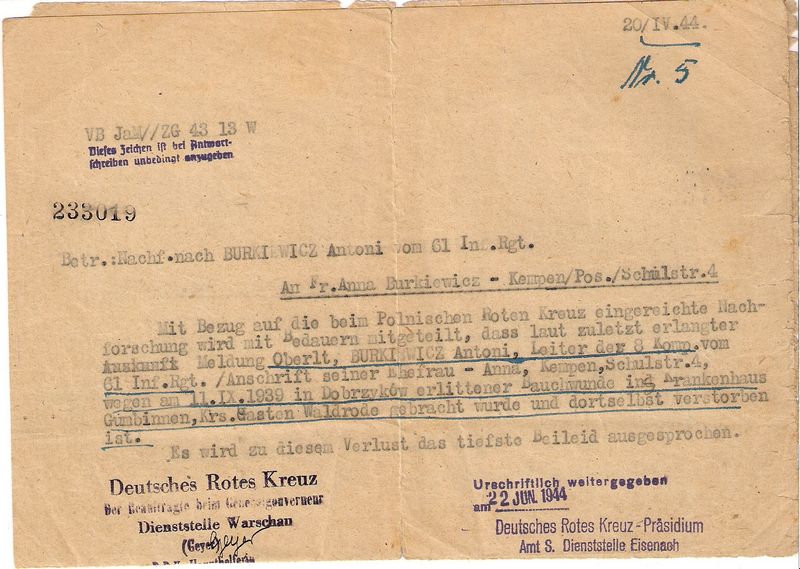 20/IV.44.
Nr. 5
VB JaM//ZG 43 13 W
Dieses Zeichen ist bei Antwort-
schreiben unbedingt anzugeben
233019
Betr.:Nachf.nach BURKIEWICZ Antoni vom 61 Inf.Rgt.
An Fr.Anna Burkiewicz - Kempen/Pos./Schulstr.4
Mit Bezug auf die beim Polnischen Roten Kreuz eingereichte Nach-
forschung wird mit Bedauern mitgeteilt, dass laut zuletzt erlangter
Auskunft Meldung Oberlt, BURKIEWICZ Antoni, Leiter der 8 Komp.vom
61 Inf.Rgt. /Anschrift seiner Ehefrau - Anna, Kempen,Schulstr.4,
wegen am 11.IX.1939 in Dobrzyków erlittener Bauchwunde ing Krankenhaus
Gumbinnen,Krs.Gasten Waldrode gebracht wurde und dortselbst verstorben
ist.
Es wird zu diesem Verlust das tiefste Beileid ausgesprochen.
Deutsches Rotes Kreuz
Der Beauftragte beim Generalgouverneur
Dienststelle Warschau
(Geyer)
Geyer
D.R.K. Haupthelferin
Urschriftlich weitergegeben
am 22 JUN. 1944
Deutsches Rotes Kreuz-Präsidium
Amt S. Dienststelle Eisenach